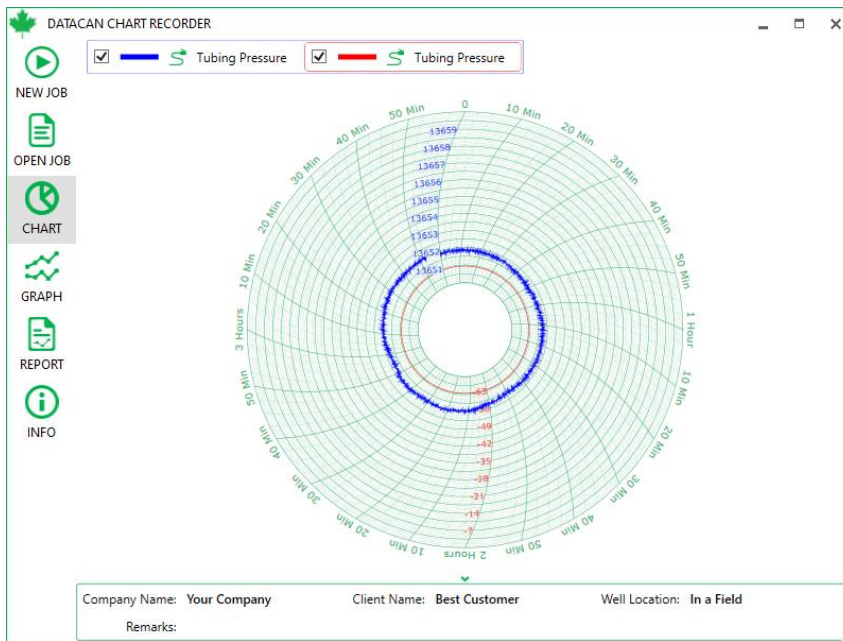 DATACAN CHART RECORDER
Tubing Pressure
Tubing Pressure
NEW JOB
OPEN JOB
CHART
GRAPH
REPORT
INFO
0
10 Min
20 Min
30 Min
40 Min
50 Min
1 Hour
10 Min
20 Min
30 Min
40 Min
50 Min
2 Hours
10 Min
20 Min
30 Min
40 Min
50 Min
3 Hours
10 Min
20 Min
30 Min
40 Min
50 Min
13659
13658
13657
13656
13655
13654
13653
13652
13651
-63
-49
-42
-35
-28
-21
-14
-7
Company Name: Your Company
Client Name: Best Customer
Well Location: In a Field
Remarks: